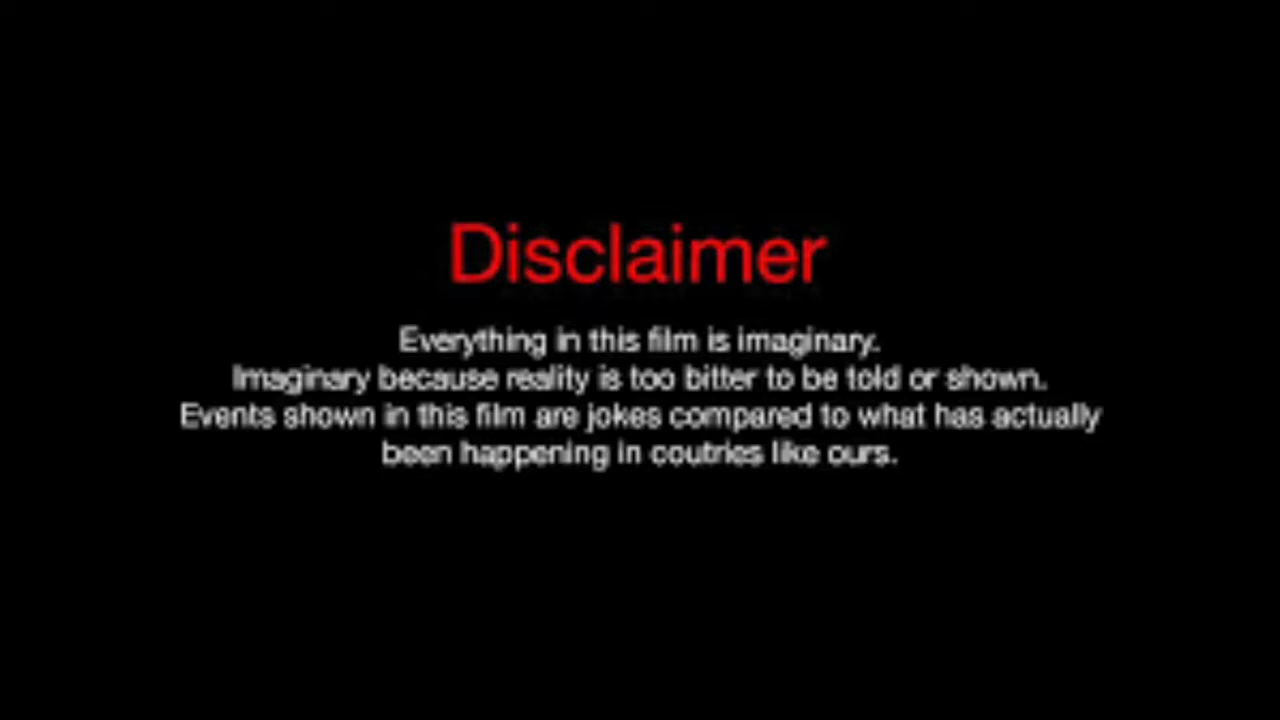 Disclaimer
Everything in this film is imaginary.
Imaginary because reality is too bitter to be told or shown.
Events shown in this film are jokes compared to what has actually
been happening in coutries like ours.